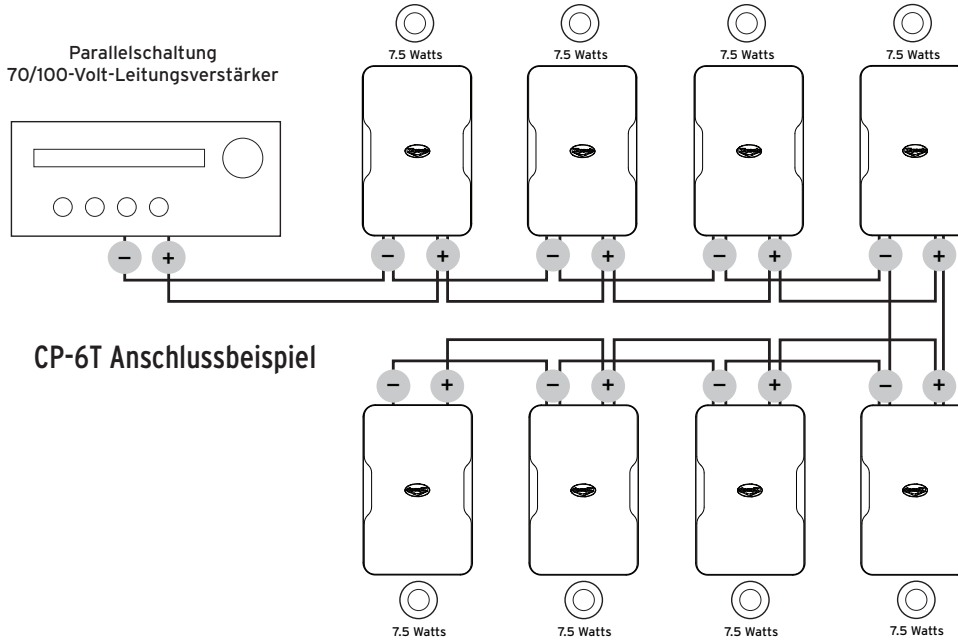 7.5 Watts 7.5 Watts 7.5 Watts 7.5 Watts
Parallelschaltung
70/100-Volt-Leitungsverstärker
– + – + – + – + – +
CP-6T Anschlussbeispiel
– + – + – + – +
7.5 Watts 7.5 Watts 7.5 Watts 7.5 Watts